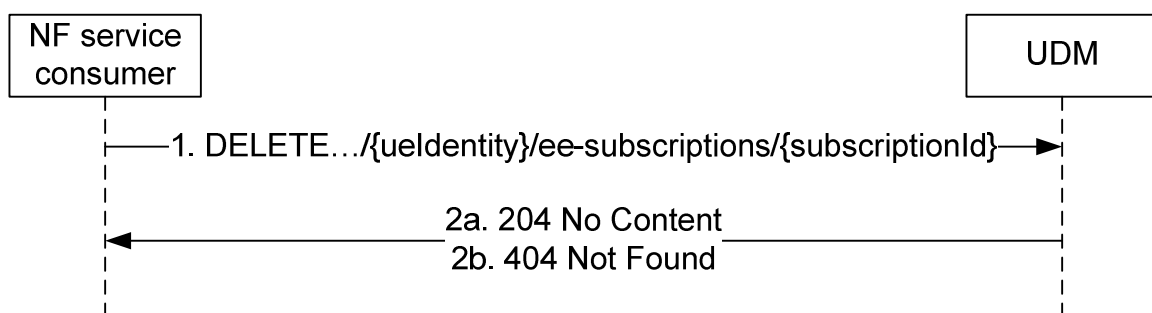 NF service
consumer
UDM
1. DELETE…/{ueIdentity}/ee-subscriptions/{subscriptionId}
2a. 204 No Content
2b. 404 Not Found